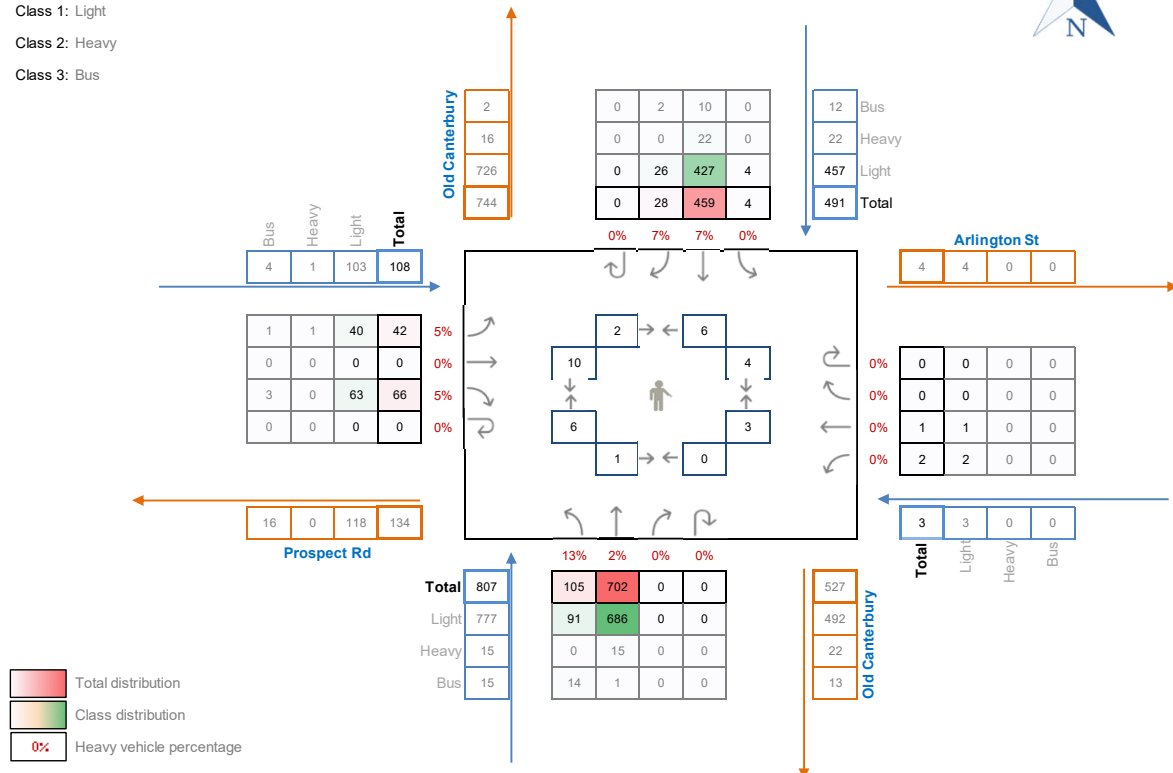 Class 1: Light
Class 2: Heavy
Class 3: Bus
N
Old Canterbury
2
16
726
744
0 2 10 0
0 0 22 0
0 26 427 4
0 28 459 4
0% 7% 7% 0%
12 Bus
22 Heavy
457 Light
491 Total
Bus Heavy Light Total
4 1 103 108
Arlington St
4 4 0 0
1 1 40 42 5%
0 0 0 0 0%
3 0 63 66 5%
0 0 0 0 0%
2 6
10 4
6 3
1 0
0% 0 0 0 0
0% 0 0 0 0
0% 1 1 0 0
0% 2 2 0 0
16 0 118 134
Prospect Rd
3 3 0 0
Total Light Heavy Bus
13% 2% 0% 0%
Total 807
Light 777
Heavy 15
Bus 15
105 702 0 0
91 686 0 0
0 15 0 0
14 1 0 0
527
492
22
13
Old Canterbury
Total distribution
Class distribution
0% Heavy vehicle percentage